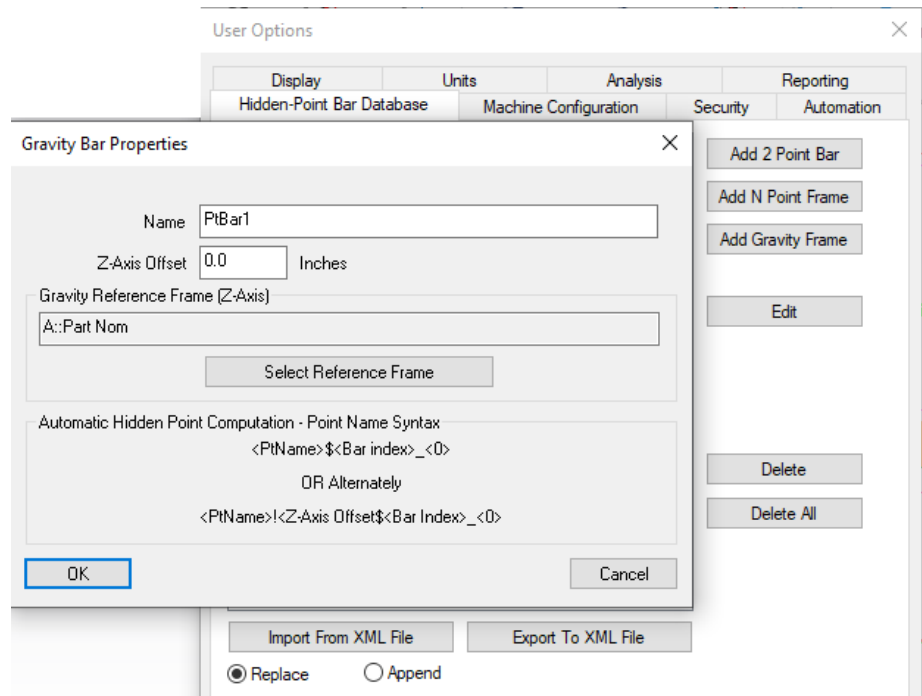 User Options
Display Units Analysis Reporting
Hidden-Point Bar Database Machine Configuration Security Automation
Gravity Bar Properties
Name PtBar1
Z-Axis Offset 0.0 Inches
Gravity Reference Frame (Z-Axis)
A::Part Nom
Select Reference Frame
Automatic Hidden Point Computation - Point Name Syntax
<PtName>$<Bar index>_<0>
OR Alternately
<PtName>!<Z-Axis Offset$<Bar Index>_<0>
OK Cancel
Add 2 Point Bar
Add N Point Frame
Add Gravity Frame
Edit
Delete
Delete All
Import From XML File Export To XML File
Replace Append